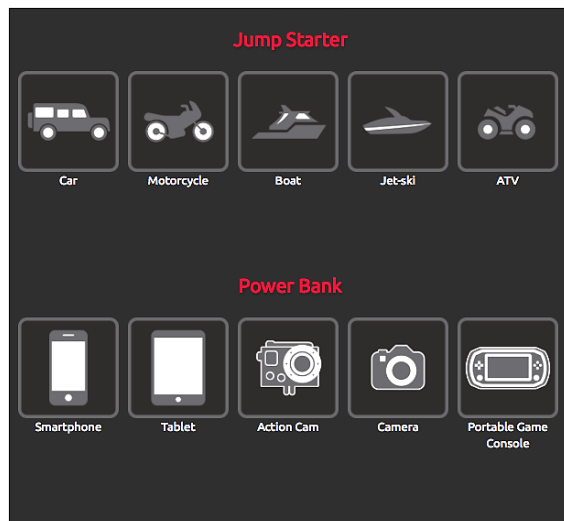 Jump Starter
Car
Motorcycle
Boat
Jet-ski
ATV
Power Bank
Smartphone
Tablet
Action Cam
Camera
Portable Game
Console